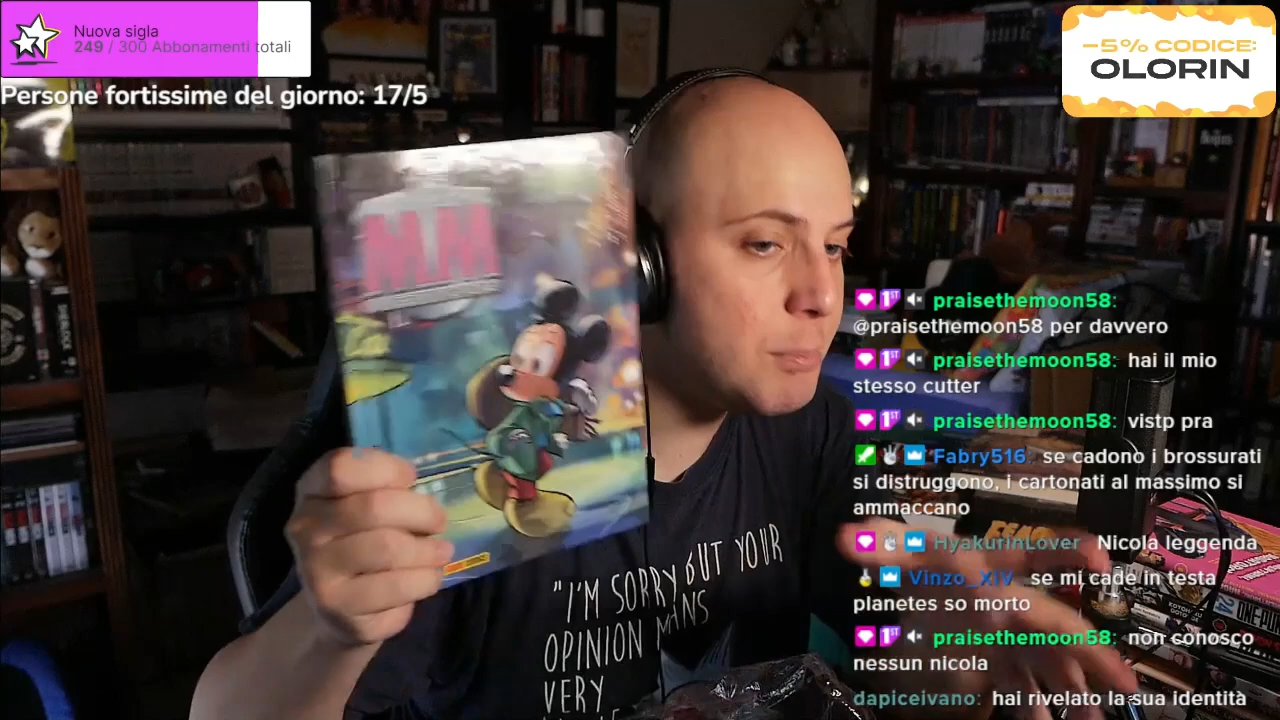 Nuova sigla
249 / 300 Abbonamenti totali
Persone fortissime del giorno: 17/5
-5% CODICE:
OLORIN
MM
"I'M SORRY BUT YOUR
OPINION MEANS
VERY
praisethemoon58:
@praisethemoon58 per davvero
praisethemoon58: hai il mio
stesso cutter
praisethemoon58: vistp pra
Fabry516: se cadono i brossurati
si distruggono, i cartonati al massimo si
ammaccano
HyakurinLover: Nicola leggenda
Vinzo_XIV: se mi cade in testa
planetes so morto
praisethemoon58: non conosco
nessun nicola
dapiceivano: hai rivelato la sua identità